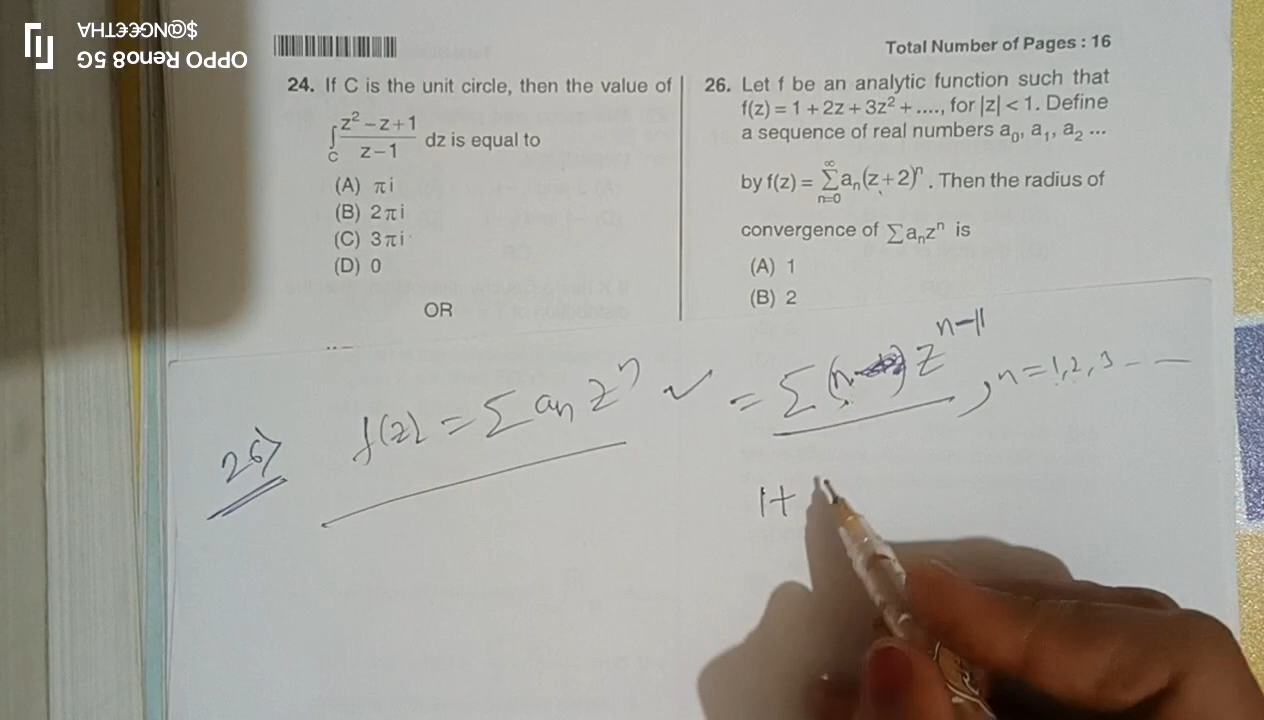 $@NGEETHA
OPPO Reno8 5G
Total Number of Pages : 16
24. If C is the unit circle, then the value of
∫_C (z² – z + 1)/(z – 1) dz is equal to
(A) πi
(B) 2πi
(C) 3πi
(D) 0
OR
26. Let f be an analytic function such that
f(z) = 1 + 2z + 3z² + ...., for |z| < 1. Define
a sequence of real numbers a₀, a₁, a₂ ...
by f(z) = ∑_{n=0}^{∞} aₙ(z+2)ⁿ . Then the radius of
convergence of ∑aₙzⁿ is
(A) 1
(B) 2
26) f(z) = ∑ aₙ zⁿ ✓ = ∑ (n) z^{n-1}, n = 1, 2, 3 - - -
1 +